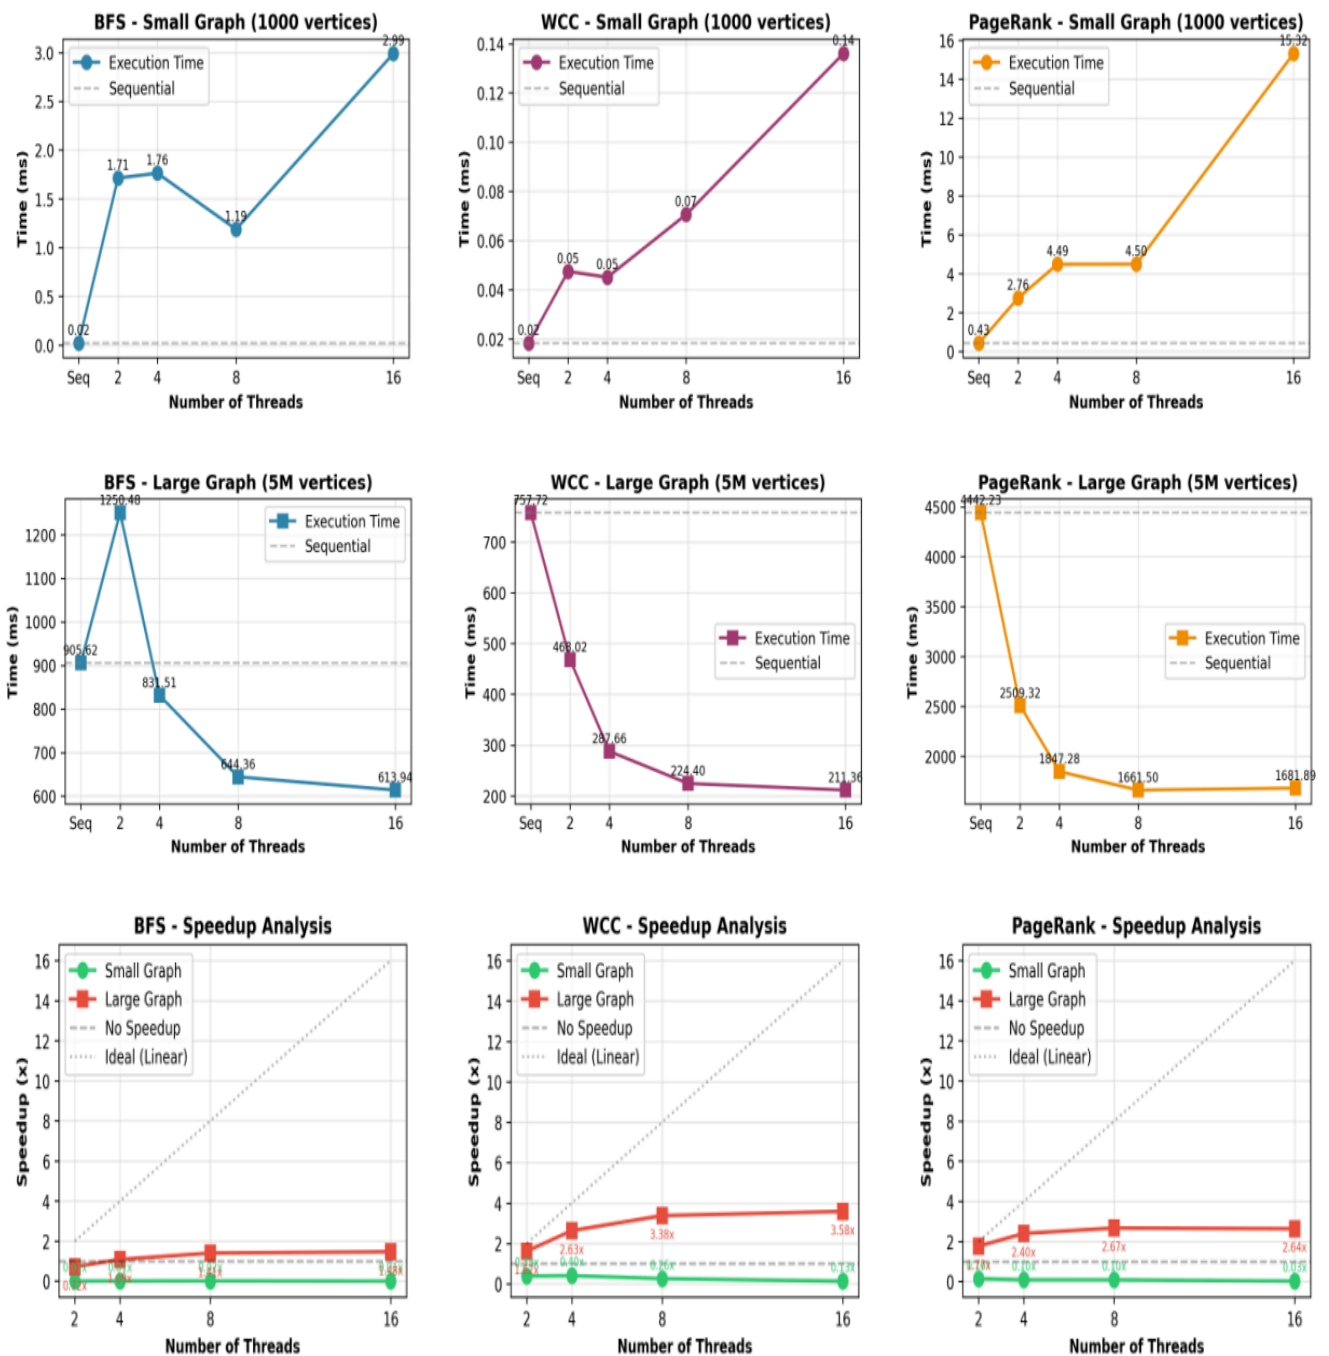 BFS - Small Graph (1000 vertices)
Execution Time
Sequential
Time (ms)
3.0
2.5
2.0
1.5
1.0
0.5
0.0
0.02
1.71
1.76
1.19
2.99
Seq 2 4 8 16
Number of Threads
WCC - Small Graph (1000 vertices)
Execution Time
Sequential
Time (ms)
0.14
0.12
0.10
0.08
0.06
0.04
0.02
0.02
0.05
0.05
0.07
0.14
Seq 2 4 8 16
Number of Threads
PageRank - Small Graph (1000 vertices)
Execution Time
Sequential
Time (ms)
16
14
12
10
8
6
4
2
0
0.43
2.76
4.49
4.50
15.32
Seq 2 4 8 16
Number of Threads
BFS - Large Graph (5M vertices)
Execution Time
Sequential
Time (ms)
1200
1100
1000
900
800
700
600
905.62
1250.48
831.51
644.36
613.94
Seq 2 4 8 16
Number of Threads
WCC - Large Graph (5M vertices)
Execution Time
Sequential
Time (ms)
700
600
500
400
300
200
757.72
468.02
287.66
224.40
211.36
Seq 2 4 8 16
Number of Threads
PageRank - Large Graph (5M vertices)
Execution Time
Sequential
Time (ms)
4500
4000
3500
3000
2500
2000
4442.23
2509.32
1847.28
1661.50
1681.89
Seq 2 4 8 16
Number of Threads
BFS - Speedup Analysis
Small Graph
Large Graph
No Speedup
Ideal (Linear)
Speedup (x)
16
14
12
10
8
6
4
2
0
0.72x
2 4 8 16
Number of Threads
WCC - Speedup Analysis
Small Graph
Large Graph
No Speedup
Ideal (Linear)
Speedup (x)
16
14
12
10
8
6
4
2
0
2.63x
3.38x
3.58x
0.40x
0.26x
0.13x
2 4 8 16
Number of Threads
PageRank - Speedup Analysis
Small Graph
Large Graph
No Speedup
Ideal (Linear)
Speedup (x)
16
14
12
10
8
6
4
2
0
2.40x
2.67x
2.64x
0.10x
0.10x
0.03x
2 4 8 16
Number of Threads